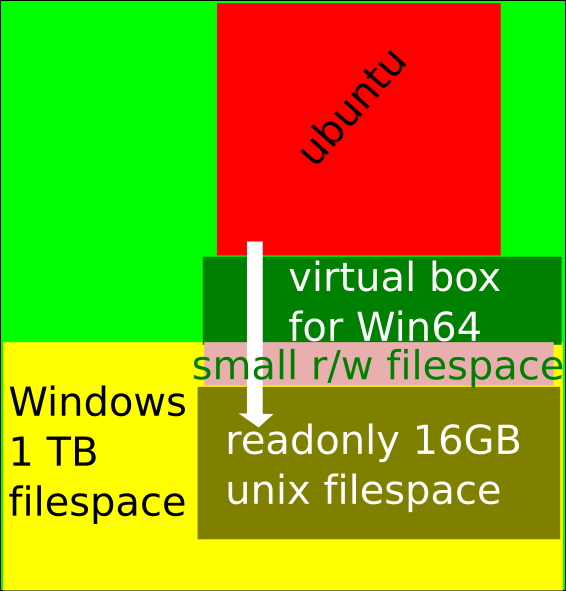 ubuntu
virtual box
for Win64
small r/w filespace
Windows
1 TB
filespace
readonly 16GB
unix filespace